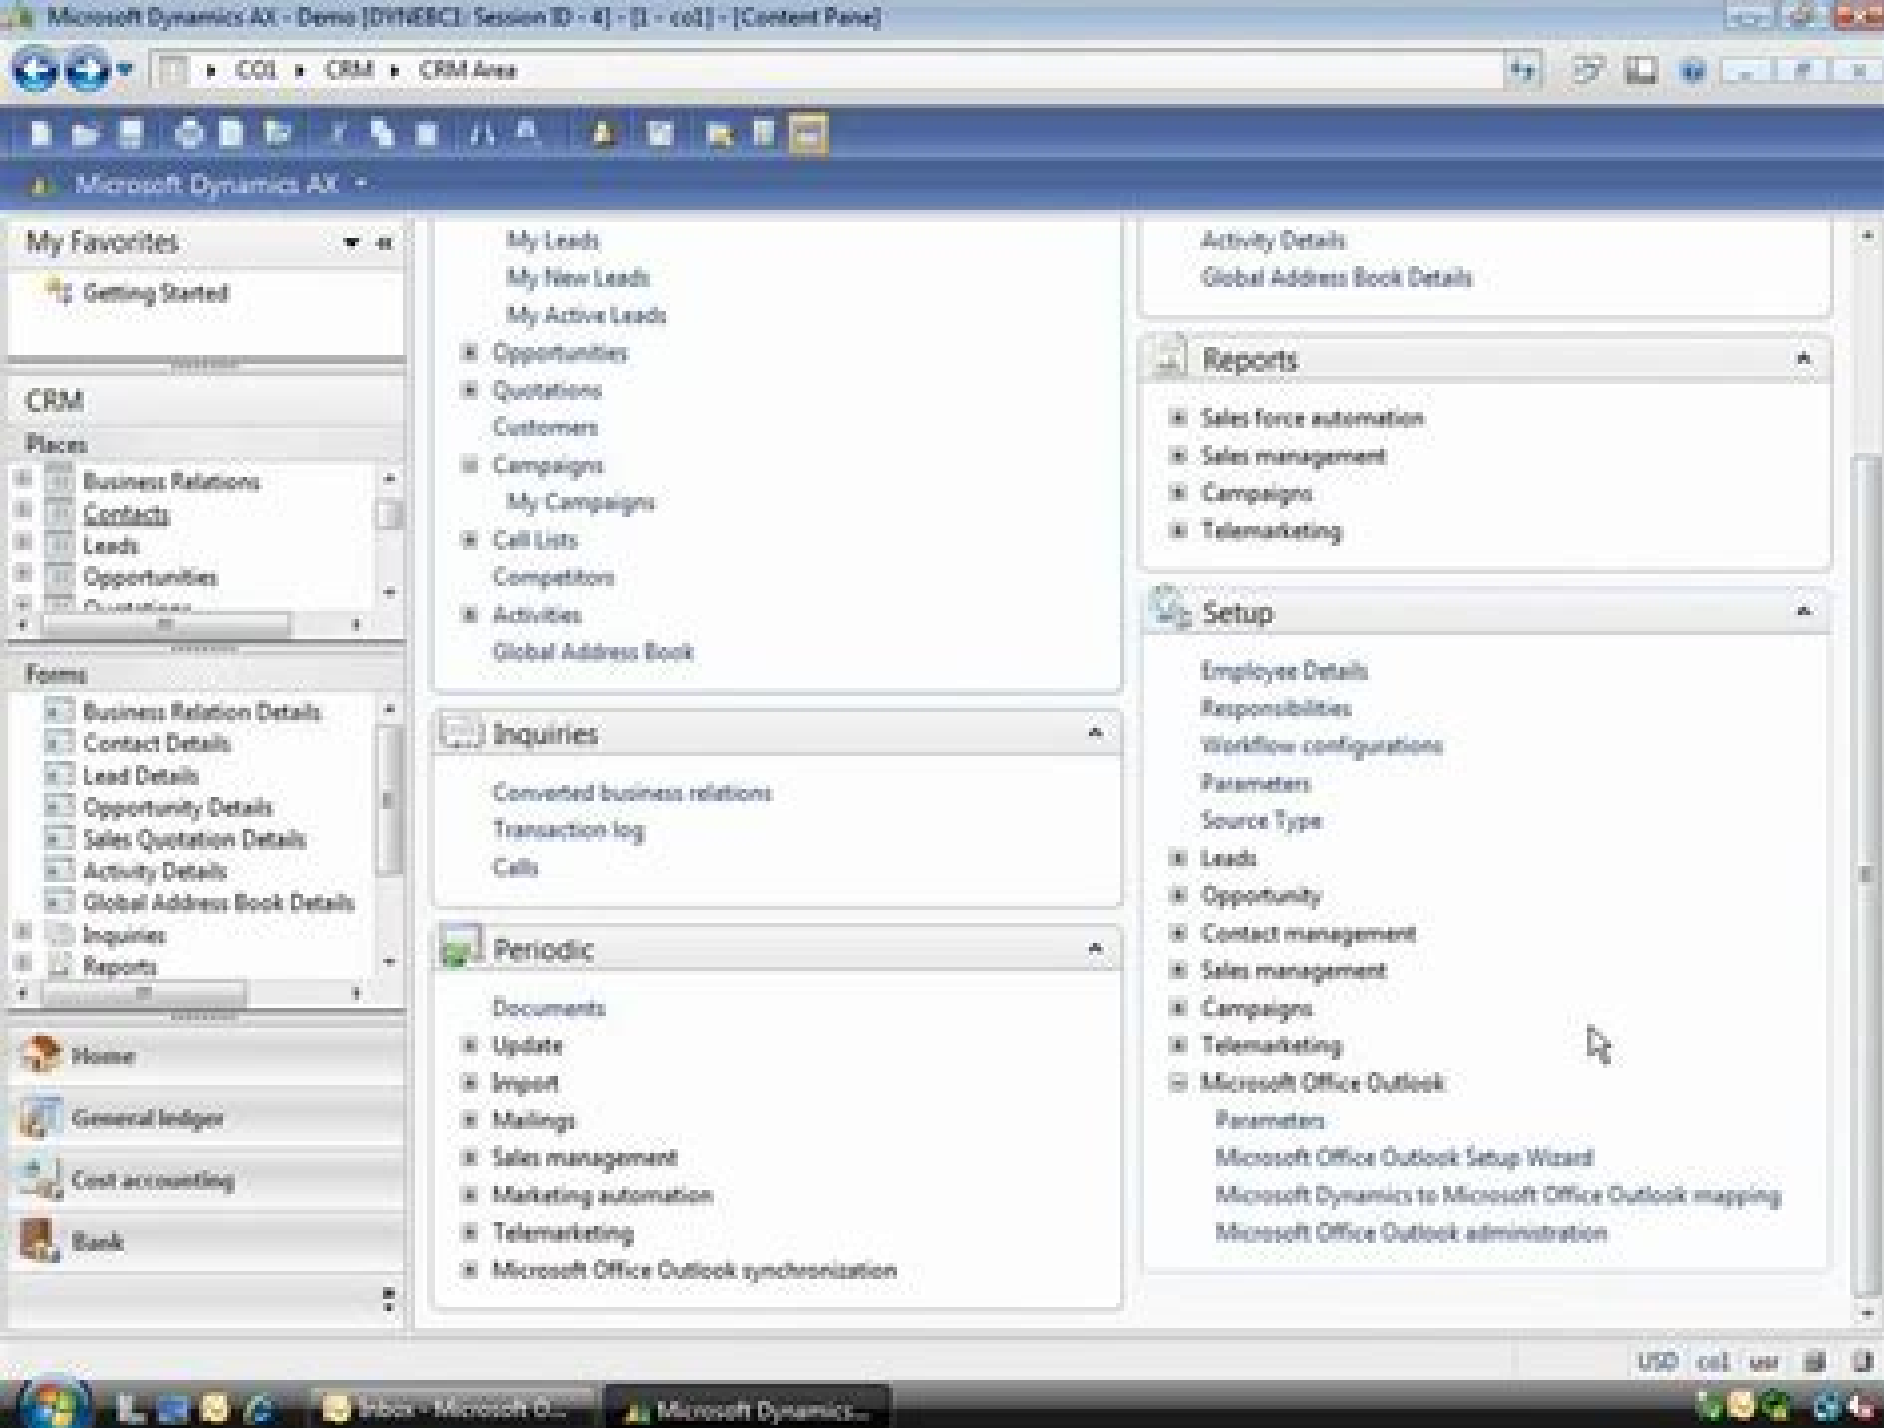 Microsoft Dynamics AX - Demo [DYNEBC1: Session ID - 4] - [1 - co1] - [Content Pane]
CO1 CRM CRM Area
Microsoft Dynamics AX
My Favorites
Getting Started
CRM
Places
Business Relations
Contacts
Leads
Opportunities
Quotations
Forms
Business Relation Details
Contact Details
Lead Details
Opportunity Details
Sales Quotation Details
Activity Details
Global Address Book Details
Inquiries
Reports
Home
General ledger
Cost accounting
Bank
My Leads
My New Leads
My Active Leads
Opportunities
Quotations
Customers
Campaigns
My Campaigns
Call Lists
Competitors
Activities
Global Address Book
Inquiries
Converted business relations
Transaction log
Calls
Periodic
Documents
Update
Import
Mailings
Sales management
Marketing automation
Telemarketing
Microsoft Office Outlook synchronization
Activity Details
Global Address Book Details
Reports
Sales force automation
Sales management
Campaigns
Telemarketing
Setup
Employee Details
Responsibilities
Workflow configurations
Parameters
Source Type
Leads
Opportunity
Contact management
Sales management
Campaigns
Telemarketing
Microsoft Office Outlook
Parameters
Microsoft Office Outlook Setup Wizard
Microsoft Dynamics to Microsoft Office Outlook mapping
Microsoft Office Outlook administration
USD co1 usr
Inbox - Microsoft O...
Microsoft Dynamics...